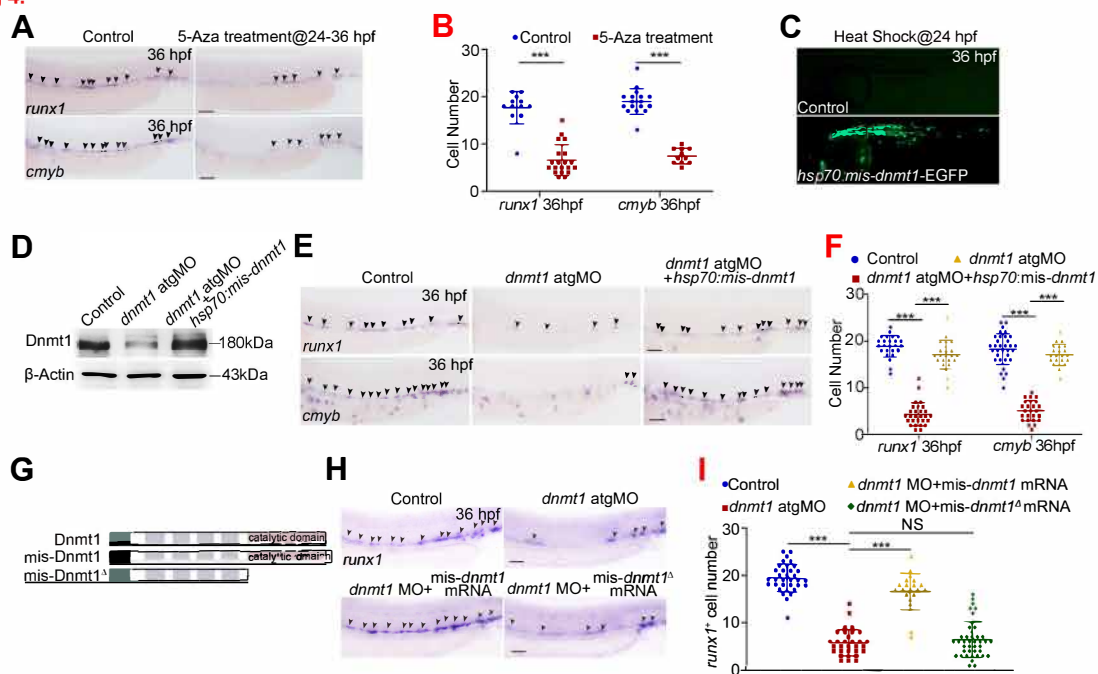 A
Control
5-Aza treatment@24-36 hpf
36 hpf
runx1
36 hpf
cmyb
B
Control
5-Aza treatment
30
20
10
0
Cell Number
***
***
runx1 36hpf
cmyb 36hpf
C
Heat Shock@24 hpf
36 hpf
Control
hsp70:mis-dnmt1-EGFP
D
Control
dnmt1 atgMO
dnmt1 atgMO
+hsp70:mis-dnmt1
Dnmt1
180kDa
β-Actin
43kDa
E
Control
dnmt1 atgMO
dnmt1 atgMO
+hsp70:mis-dnmt1
36 hpf
runx1
36 hpf
cmyb
F
Control
dnmt1 atgMO
dnmt1 atgMO+hsp70:mis-dnmt1
30
20
10
0
Cell Number
***
***
***
***
runx1 36hpf
cmyb 36hpf
G
Dnmt1
catalytic domain
mis-Dnmt1
catalytic domain
mis-Dnmt1Δ
H
Control
dnmt1 atgMO
36 hpf
runx1
dnmt1 MO+ mis-dnmt1 mRNA
dnmt1 MO+ mis-dnmt1Δ mRNA
I
Control
dnmt1 MO+mis-dnmt1 mRNA
dnmt1 atgMO
dnmt1 MO+mis-dnmt1Δ mRNA
NS
***
***
30
20
10
0
runx1+ cell number